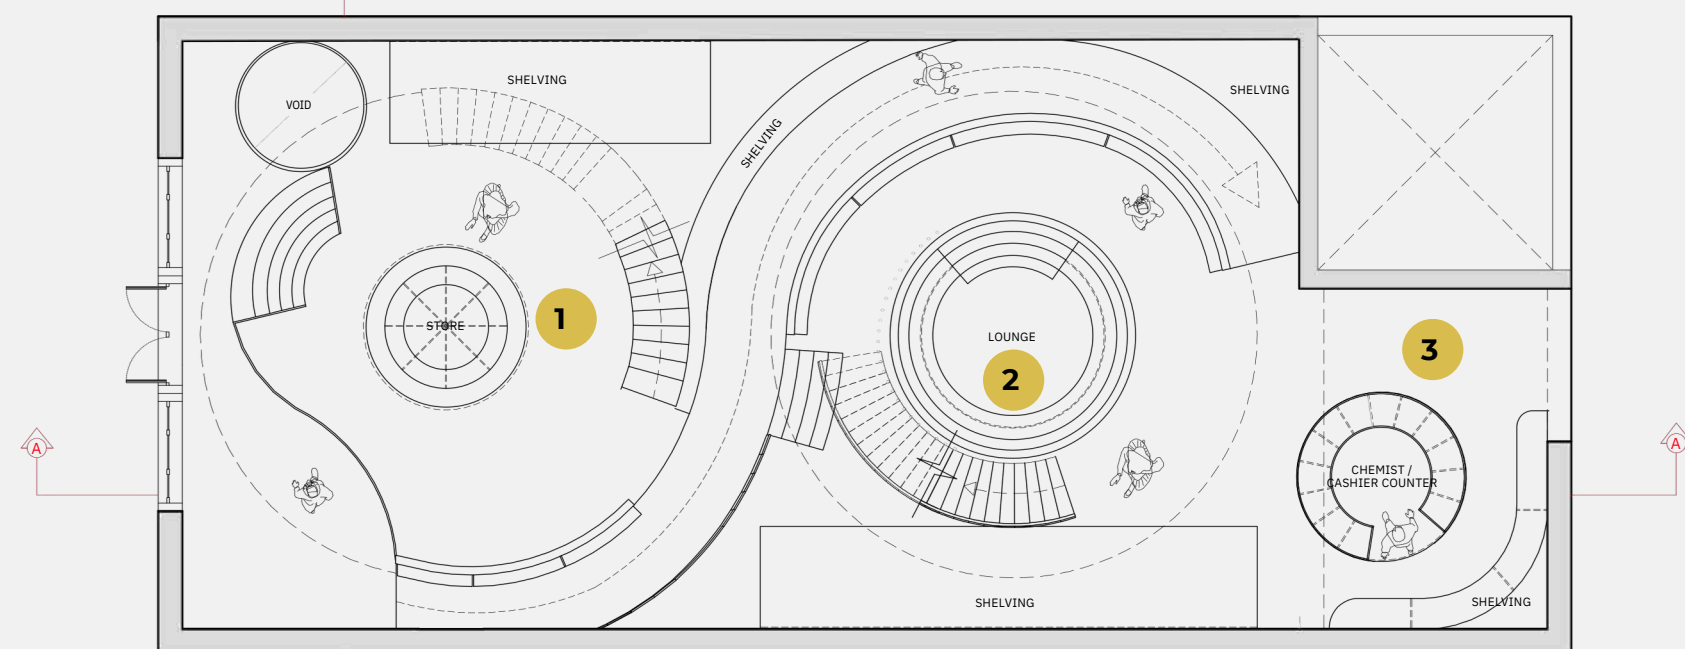 SHELVING
VOID
SHELVING
SHELVING
STORE
1
LOUNGE
2
3
A
A
CHEMIST /
CASHIER COUNTER
SHELVING
SHELVING